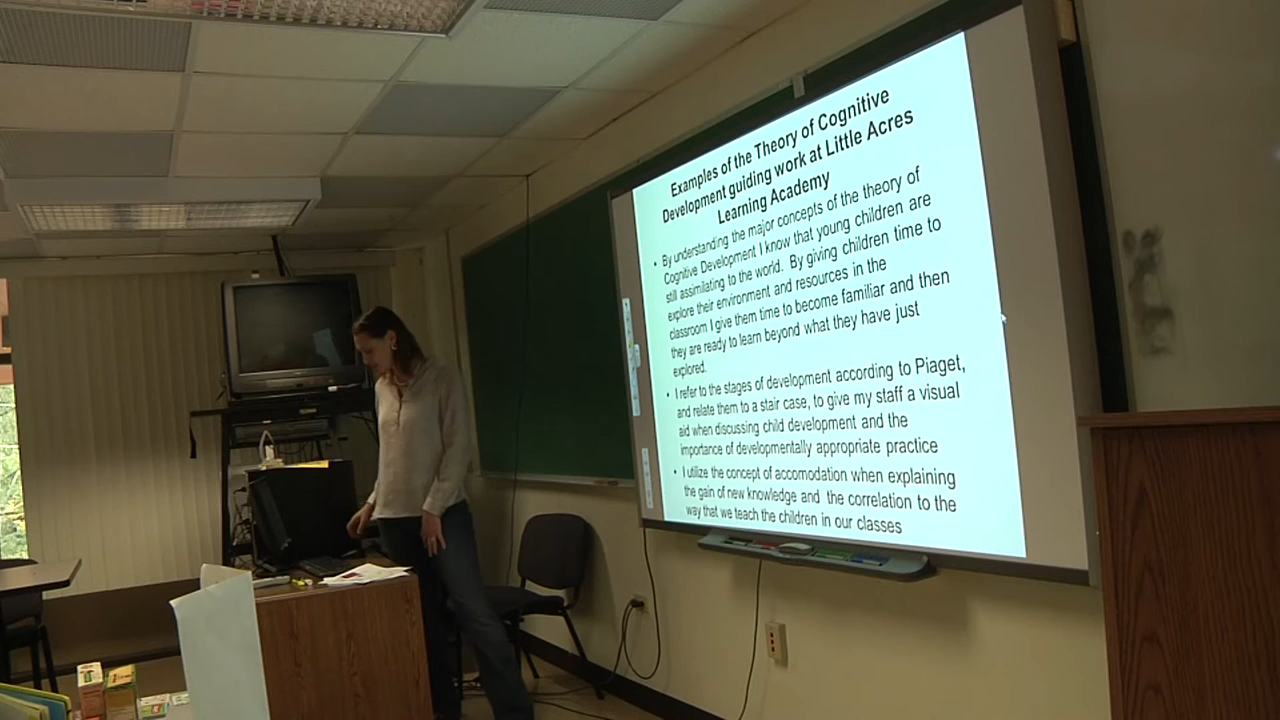 Examples of the Theory of Cognitive
Development guiding work at Little Acres
Learning Academy
• By understanding the major concepts of the theory of
Cognitive Development I know that young children are
still assimilating to the world. By giving children time to
explore their environment and resources in the
classroom I give them time to become familiar and then
they are ready to learn beyond what they have just
explored.
• I refer to the stages of development according to Piaget,
and relate them to a stair case, to give my staff a visual
aid when discussing child development and the
importance of developmentally appropriate practice
• I utilize the concept of accomodation when explaining
the gain of new knowledge and the correlation to the
way that we teach the children in our classes